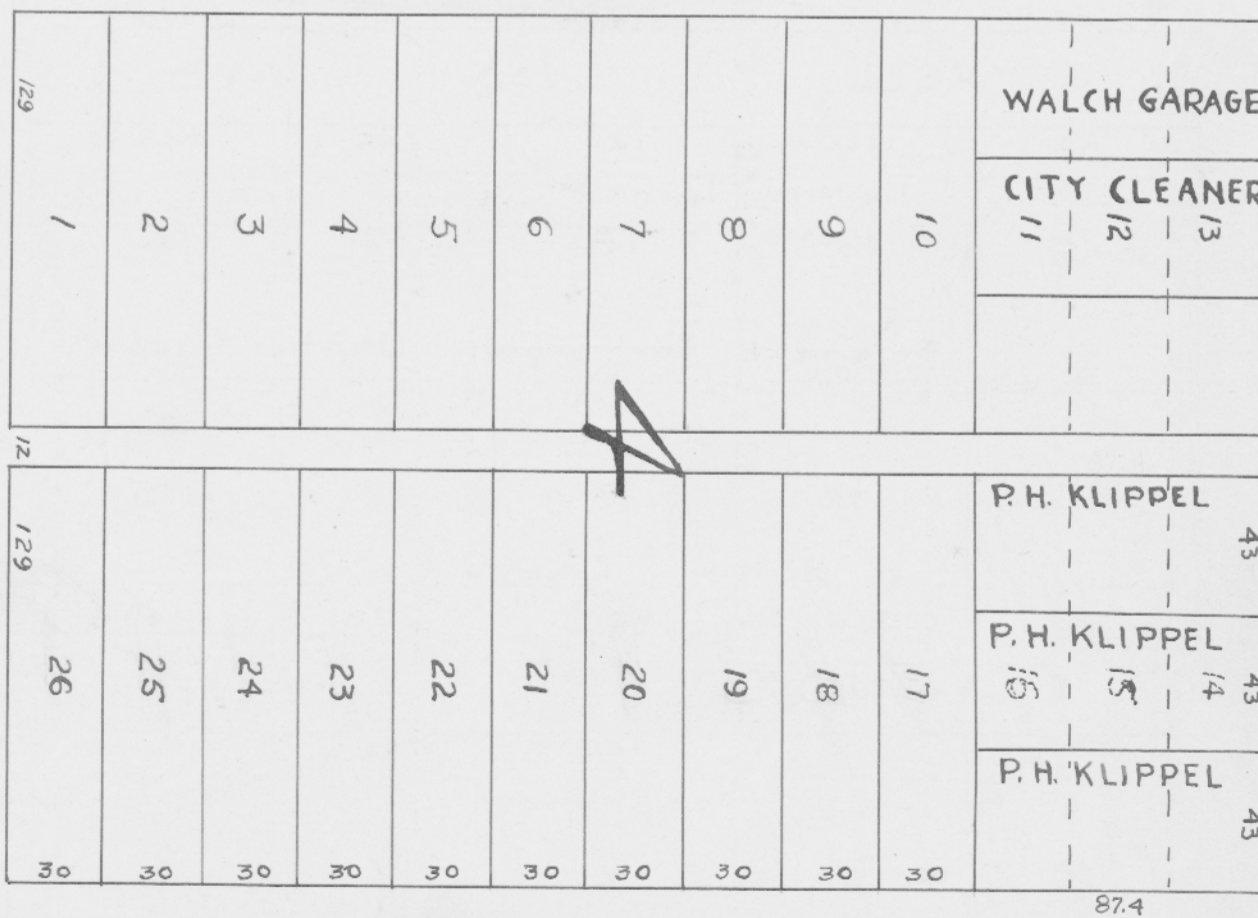 129
WALCH GARAGE
CITY CLEANER
1 2 3 4 5 6 7 8 9 10 11 12 13
4
12
129
P. H. KLIPPEL
43
P. H. KLIPPEL
26 25 24 23 22 21 20 19 18 17 16 15 14
43
P. H. KLIPPEL
43
30 30 30 30 30 30 30 30 30 30
87.4